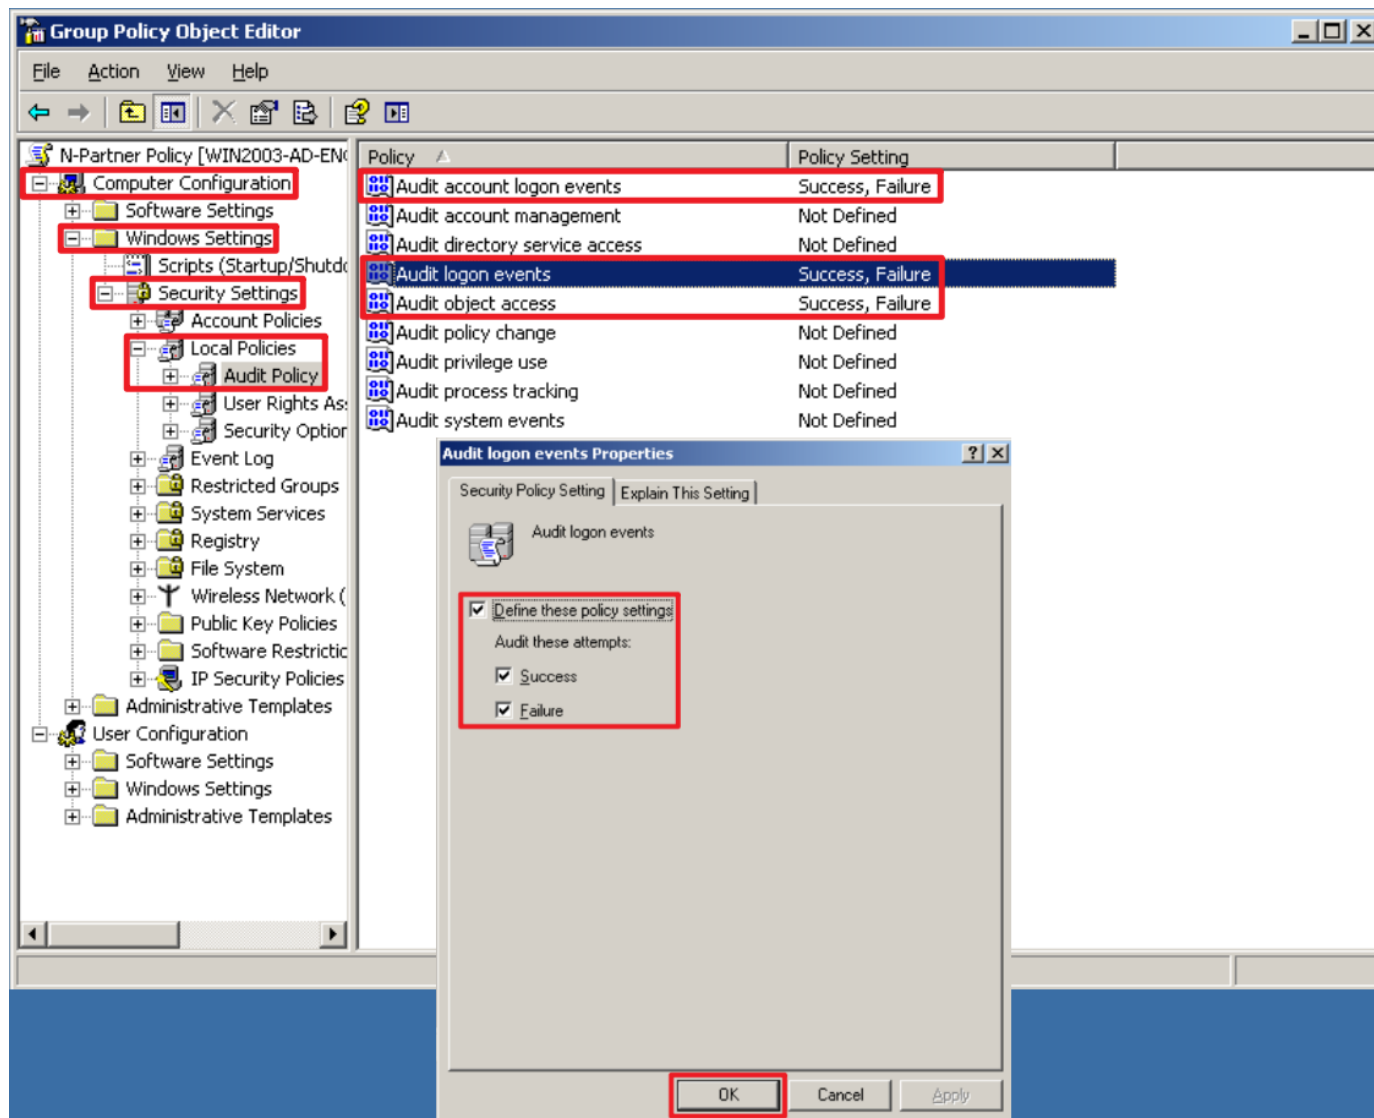 Group Policy Object Editor
File Action View Help
N-Partner Policy [WIN2003-AD-EN
Computer Configuration
Software Settings
Windows Settings
Scripts (Startup/Shutd
Security Settings
Account Policies
Local Policies
Audit Policy
User Rights As
Security Option
Event Log
Restricted Groups
System Services
Registry
File System
Wireless Network (
Public Key Policies
Software Restrictic
IP Security Policies
Administrative Templates
User Configuration
Software Settings
Windows Settings
Administrative Templates
Policy Policy Setting
Audit account logon events Success, Failure
Audit account management Not Defined
Audit directory service access Not Defined
Audit logon events Success, Failure
Audit object access Success, Failure
Audit policy change Not Defined
Audit privilege use Not Defined
Audit process tracking Not Defined
Audit system events Not Defined
Audit logon events Properties
Security Policy Setting Explain This Setting
Audit logon events
Define these policy settings
Audit these attempts:
Success
Failure
OK Cancel Apply